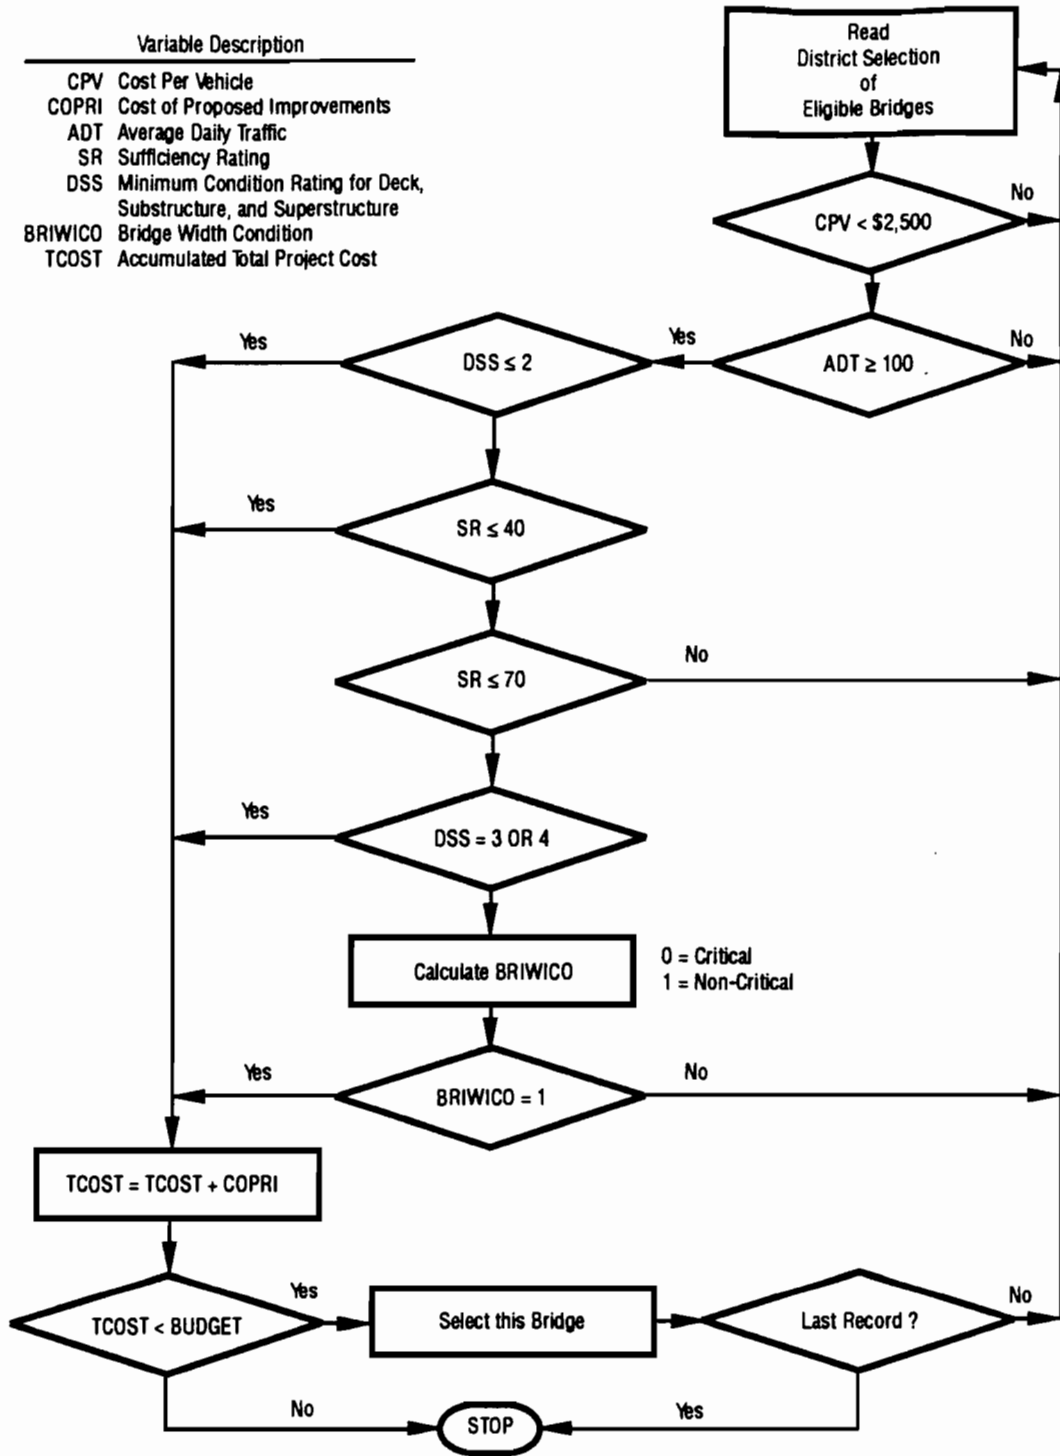 Variable Description
CPV Cost Per Vehicle
COPRI Cost of Proposed Improvements
ADT Average Daily Traffic
SR Sufficiency Rating
DSS Minimum Condition Rating for Deck,
Substructure, and Superstructure
BRIWICO Bridge Width Condition
TCOST Accumulated Total Project Cost
Read
District Selection
of
Eligible Bridges
CPV < $2,500
No
ADT ≥ 100
No
Yes
DSS ≤ 2
Yes
SR ≤ 40
Yes
SR ≤ 70
No
DSS = 3 OR 4
Yes
Calculate BRIWICO
0 = Critical
1 = Non-Critical
BRIWICO = 1
Yes
No
TCOST = TCOST + COPRI
TCOST < BUDGET
Yes
Select this Bridge
Last Record ?
No
No
STOP
Yes